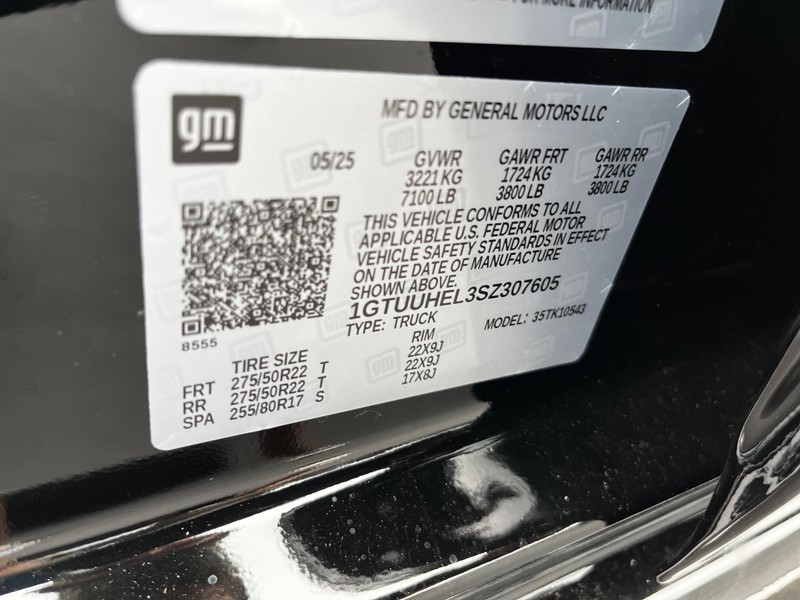 FOR MORE INFORMATION
gm
MFD BY GENERAL MOTORS LLC
05/25 GVWR GAWR FRT GAWR RR
3221 KG 1724 KG 1724 KG
7100 LB 3800 LB 3800 LB
THIS VEHICLE CONFORMS TO ALL
APPLICABLE U.S. FEDERAL MOTOR
VEHICLE SAFETY STANDARDS IN EFFECT
ON THE DATE OF MANUFACTURE
SHOWN ABOVE.
1GTUUHEL3SZ307605
TYPE: TRUCK MODEL: 35TK10543
8555
TIRE SIZE RIM
FRT 275/50R22 T 22X9J
RR 275/50R22 T 22X9J
SPA 255/80R17 S 17X8J